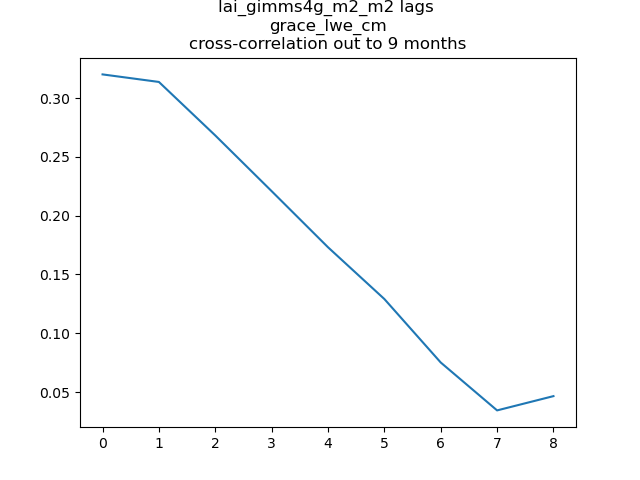 lai_gimms4g_m2_m2 lags
grace_lwe_cm
cross-correlation out to 9 months
0.30
0.25
0.20
0.15
0.10
0.05
0 1 2 3 4 5 6 7 8